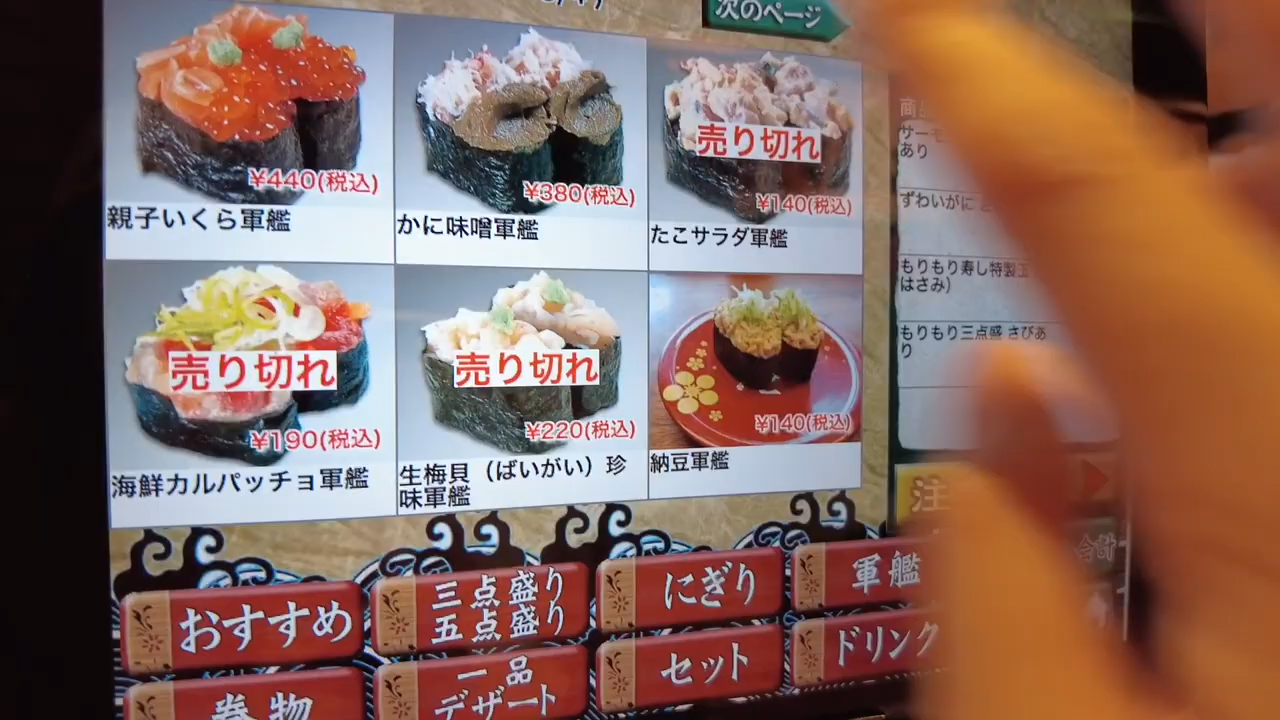 次のページ
¥440(税込)
親子いくら軍艦
¥380(税込)
かに味噌軍艦
売り切れ
¥140(税込)
たこサラダ軍艦
売り切れ
¥190(税込)
海鮮カルパッチョ軍艦
売り切れ
¥220(税込)
生梅貝（ばいがい）珍
味軍艦
¥140(税込)
納豆軍艦
サーモ
あり
ずわいがに
もりもり寿し特製玉
はさみ）
もりもり三点盛 さびあ
り
注
合計
おすすめ
三点盛り
五点盛り
にぎり
軍艦
巻物
一品
デザート
セット
ドリンク